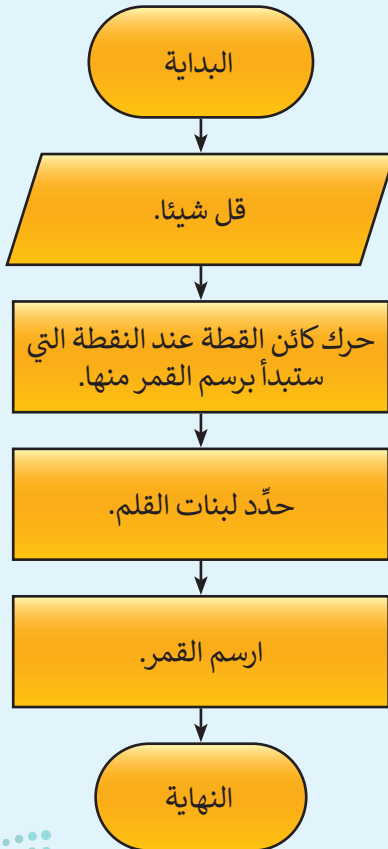 البداية
قل شيئا.
حرك كائن القطة عند النقطة التي
ستبدأ برسم القمر منها.
حدِّد لبنات القلم.
ارسم القمر.
النهاية